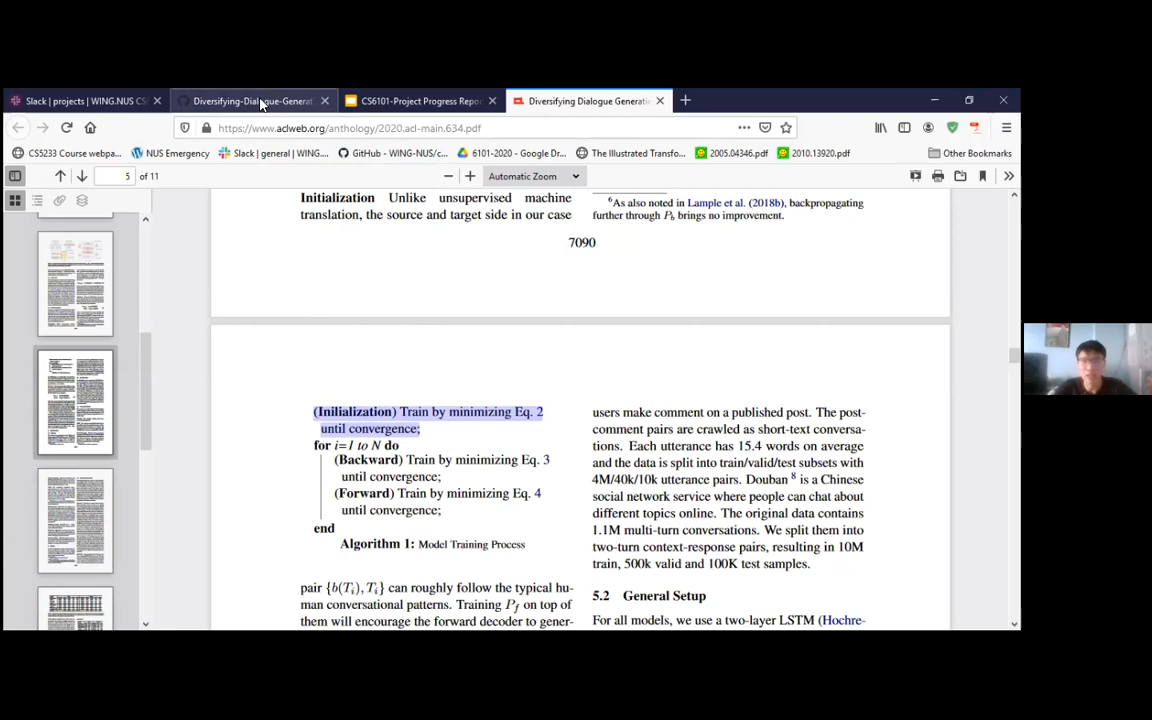 Slack | projects | WING.NUS CS
Diversifying-Dialogue-Generat
CS6101-Project Progress Repo
Diversifying Dialogue Generati
https://www.aclweb.org/anthology/2020.acl-main.634.pdf
CS5233 Course webpa...
NUS Emergency
Slack | general | WING....
GitHub - WING-NUS/c...
6101-2020 - Google Dr...
The Illustrated Transfo...
2005.04346.pdf
2010.13920.pdf
Other Bookmarks
5 of 11
Automatic Zoom
Initialization Unlike unsupervised machine
translation, the source and target side in our case
6As also noted in Lample et al. (2018b), backpropagating
further through Pb brings no improvement.
7090
(Inilialization) Train by minimizing Eq. 2
until convergence;
for i=1 to N do
(Backward) Train by minimizing Eq. 3
until convergence;
(Forward) Train by minimizing Eq. 4
until convergence;
end
Algorithm 1: Model Training Process
pair {b(Ti), Ti} can roughly follow the typical hu-
man conversational patterns. Training Pf on top of
them will encourage the forward decoder to gener-
users make comment on a published post. The post-
comment pairs are crawled as short-text conversa-
tions. Each utterance has 15.4 words on average
and the data is split into train/valid/test subsets with
4M/40k/10k utterance pairs. Douban 8 is a Chinese
social network service where people can chat about
different topics online. The original data contains
1.1M multi-turn conversations. We split them into
two-turn context-response pairs, resulting in 10M
train, 500k valid and 100K test samples.
5.2 General Setup
For all models, we use a two-layer LSTM (Hochre-